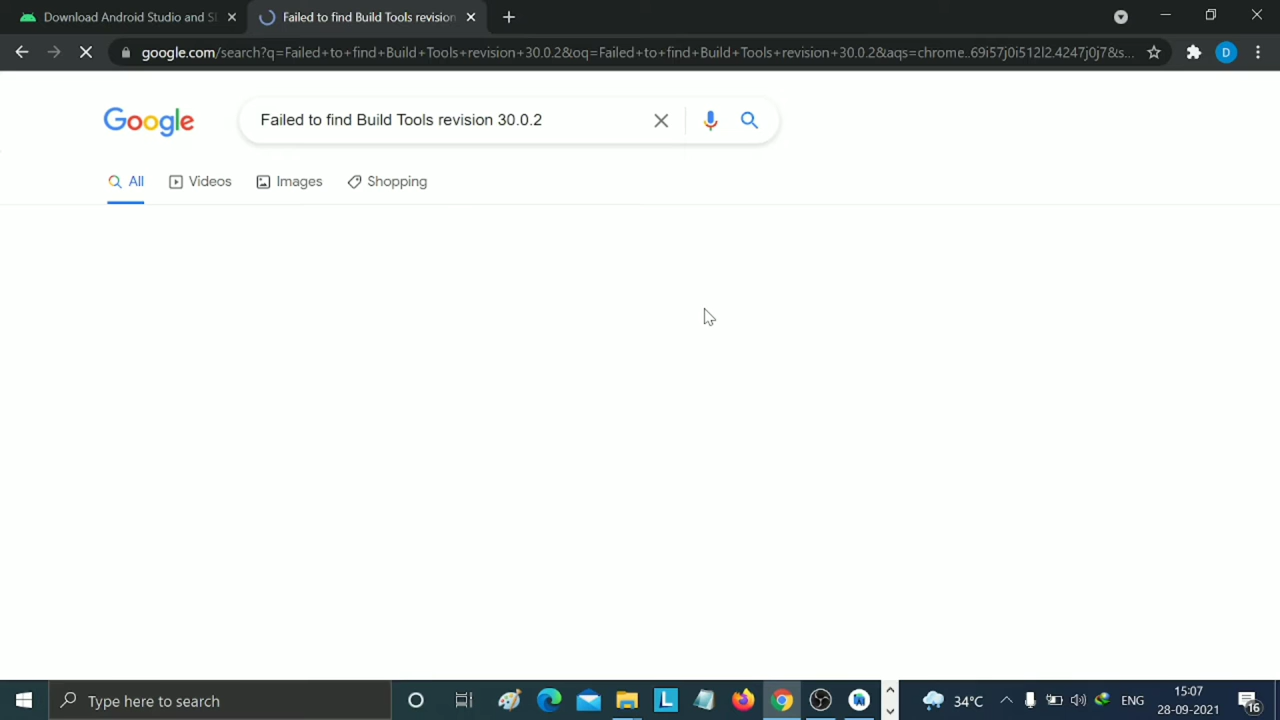 Download Android Studio and S
Failed to find Build Tools revision
google.com/search?q=Failed+to+find+Build+Tools+revision+30.0.2&oq=Failed+to+find+Build+Tools+revision+30.0.2&aqs=chrome..69i57j0i512l2.4247j0j7&s...
D
Google
Failed to find Build Tools revision 30.0.2
All Videos Images Shopping
Type here to search
L
34°C
ENG
15:07
28-09-2021
16